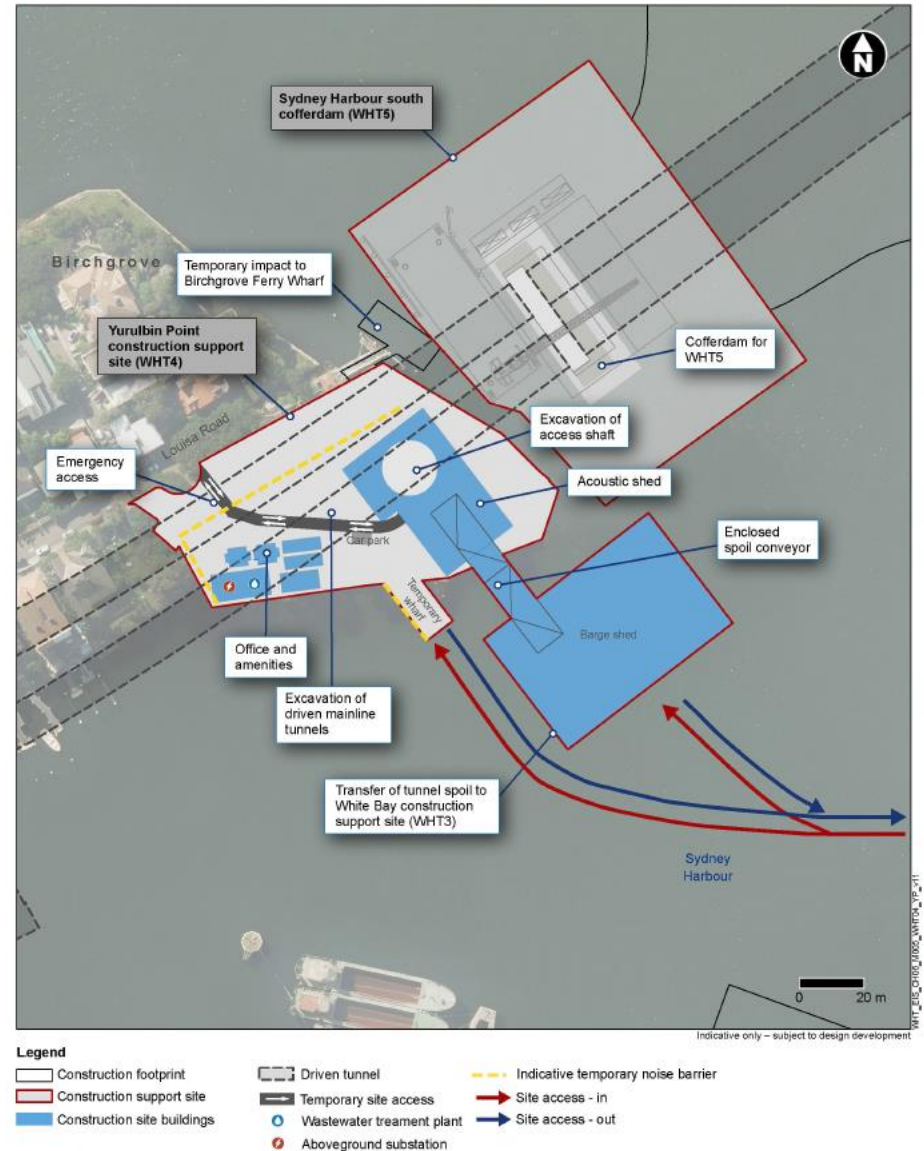 N
Sydney Harbour south
cofferdam (WHT5)
Birchgrove
Temporary impact to
Birchgrove Ferry Wharf
Yurulbin Point
construction support
site (WHT4)
Cofferdam for
WHT5
Louisa Road
Excavation of
access shaft
Emergency
access
Acoustic shed
Car park
Enclosed
spoil conveyor
Temporary
wharf
Barge shed
Office and
amenities
Excavation of
driven mainline
tunnels
Transfer of tunnel spoil to
White Bay construction
support site (WHT3)
Sydney
Harbour
0 20 m
Indicative only – subject to design development
Legend
Construction footprint
Construction support site
Construction site buildings
Driven tunnel
Temporary site access
Wastewater treament plant
Aboveground substation
Indicative temporary noise barrier
Site access - in
Site access - out